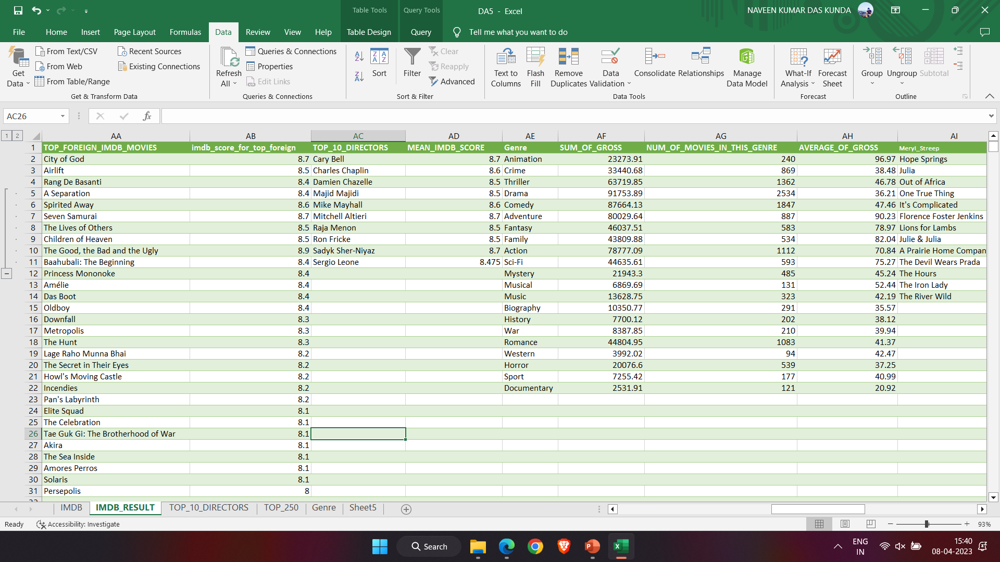 Table Tools Query Tools DA5 - Excel NAVEEN KUMAR DAS KUNDA
File Home Insert Page Layout Formulas Data Review View Help Table Design Query Tell me what you want to do
Get Data
From Text/CSV
From Web
From Table/Range
Recent Sources
Existing Connections
Get & Transform Data
Refresh All
Queries & Connections
Properties
Edit Links
Queries & Connections
Sort
Filter
Clear
Reapply
Advanced
Sort & Filter
Text to Columns
Flash Fill
Remove Duplicates
Data Validation
Consolidate
Relationships
Manage Data Model
Data Tools
What-If Analysis
Forecast Sheet
Forecast
Group
Ungroup
Subtotal
Outline
AC26 fx
1 2 AA AB AC AD AE AF AG AH AI
1 TOP_FOREIGN_IMDB_MOVIES imdb_score_for_top_foreign TOP_10_DIRECTORS MEAN_IMDB_SCORE Genre SUM_OF_GROSS NUM_OF_MOVIES_IN_THIS_GENRE AVERAGE_OF_GROSS Meryl_Streep
2 City of God 8.7 Cary Bell 8.7 Animation 23273.91 240 96.97 Hope Springs
3 Airlift 8.5 Charles Chaplin 8.6 Crime 33440.68 869 38.48 Julia
4 Rang De Basanti 8.4 Damien Chazelle 8.5 Thriller 63719.85 1362 46.78 Out of Africa
5 A Separation 8.4 Majid Majidi 8.5 Drama 91753.89 2534 36.21 One True Thing
6 Spirited Away 8.6 Mike Mayhall 8.6 Comedy 87664.13 1847 47.46 It's Complicated
7 Seven Samurai 8.7 Mitchell Altieri 8.7 Adventure 80029.64 887 90.23 Florence Foster Jenkins
8 The Lives of Others 8.5 Raja Menon 8.5 Fantasy 46037.51 583 78.97 Lions for Lambs
9 Children of Heaven 8.5 Ron Fricke 8.5 Family 43809.88 534 82.04 Julie & Julia
10 The Good, the Bad and the Ugly 8.9 Sadyk Sher-Niyaz 8.7 Action 78777.09 1112 70.84 A Prairie Home Compan
11 Baahubali: The Beginning 8.4 Sergio Leone 8.475 Sci-Fi 44635.61 593 75.27 The Devil Wears Prada
12 Princess Mononoke 8.4 Mystery 21943.3 485 45.24 The Hours
13 Amélie 8.4 Musical 6869.69 131 52.44 The Iron Lady
14 Das Boot 8.4 Music 13628.75 323 42.19 The River Wild
15 Oldboy 8.4 Biography 10350.77 291 35.57
16 Downfall 8.3 History 7700.12 202 38.12
17 Metropolis 8.3 War 8387.85 210 39.94
18 The Hunt 8.3 Romance 44804.95 1083 41.37
19 Lage Raho Munna Bhai 8.2 Western 3992.02 94 42.47
20 The Secret in Their Eyes 8.2 Horror 20076.6 539 37.25
21 Howl's Moving Castle 8.2 Sport 7255.42 177 40.99
22 Incendies 8.2 Documentary 2531.91 121 20.92
23 Pan's Labyrinth 8.2
24 Elite Squad 8.1
25 The Celebration 8.1
26 Tae Guk Gi: The Brotherhood of War 8.1
27 Akira 8.1
28 The Sea Inside 8.1
29 Amores Perros 8.1
30 Solaris 8.1
31 Persepolis 8
IMDB IMDB_RESULT TOP_10_DIRECTORS TOP_250 Genre Sheet5
Ready Accessibility: Investigate 93%
Search ENG 15:40
IN 08-04-2023